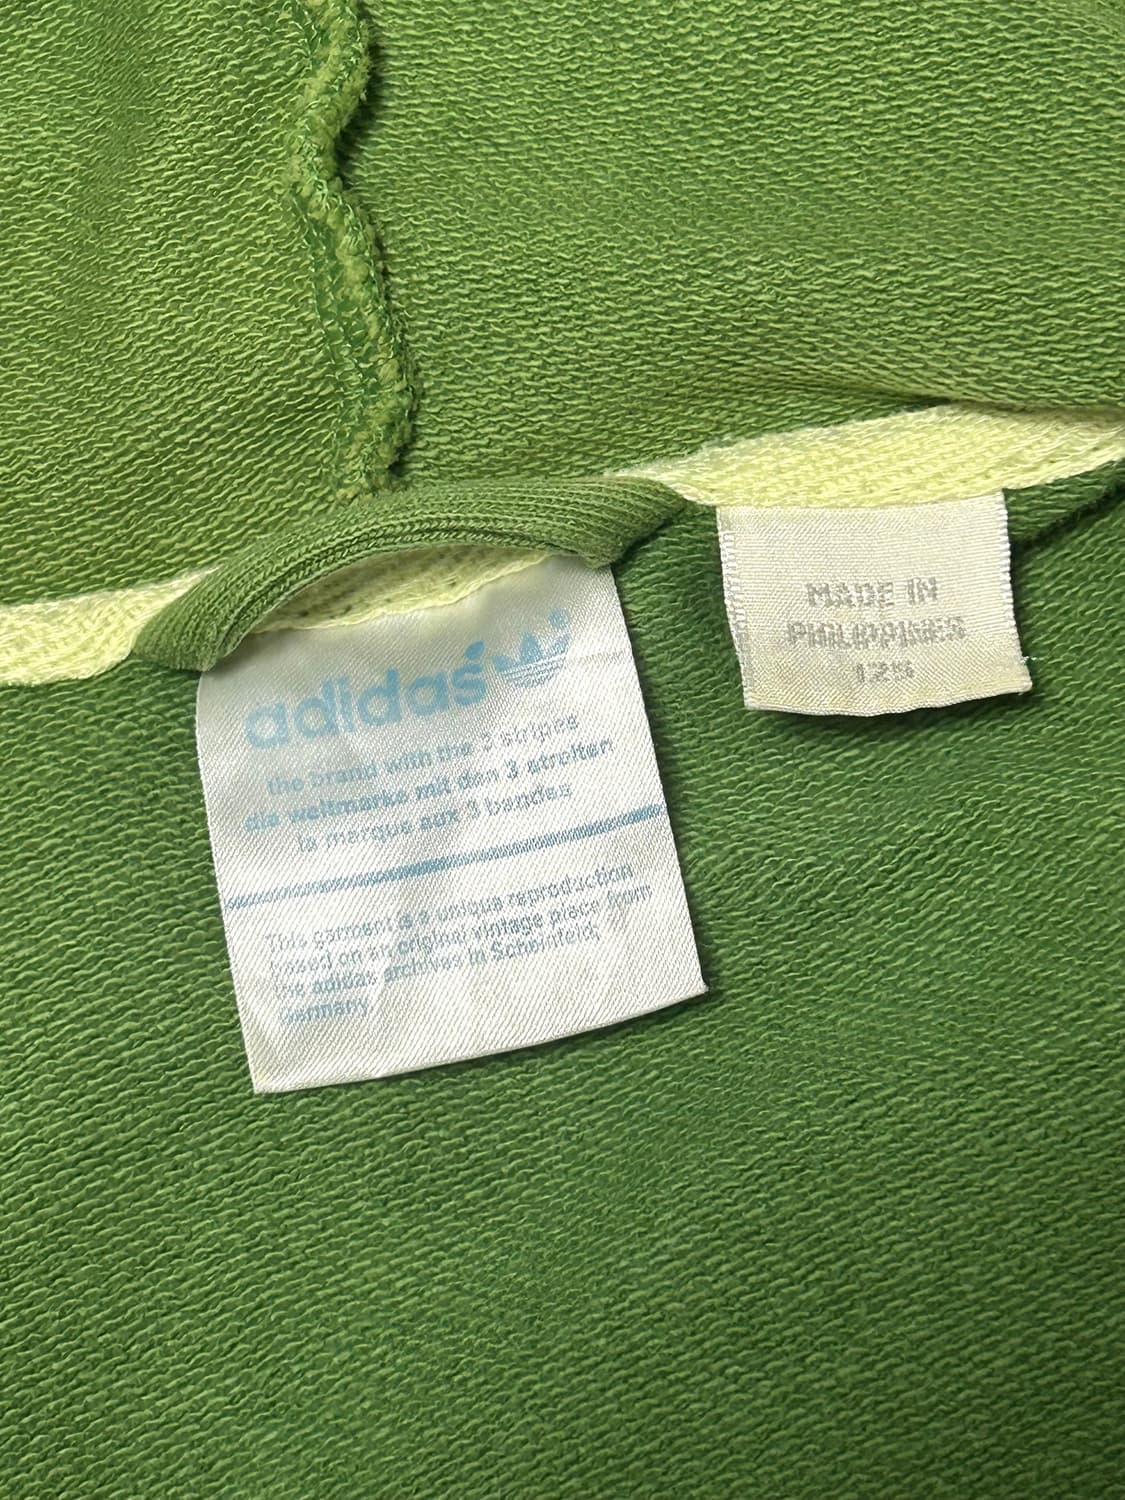 adidas
the brand with the 3 stripes
die weltmarke mit den 3 streifen
la marque aux 3 bandes
This garment is a unique reproduction
based on an original vintage piece from
the adidas archives in Scheinfeld,
Germany
MADE IN
PHILIPPINES
125